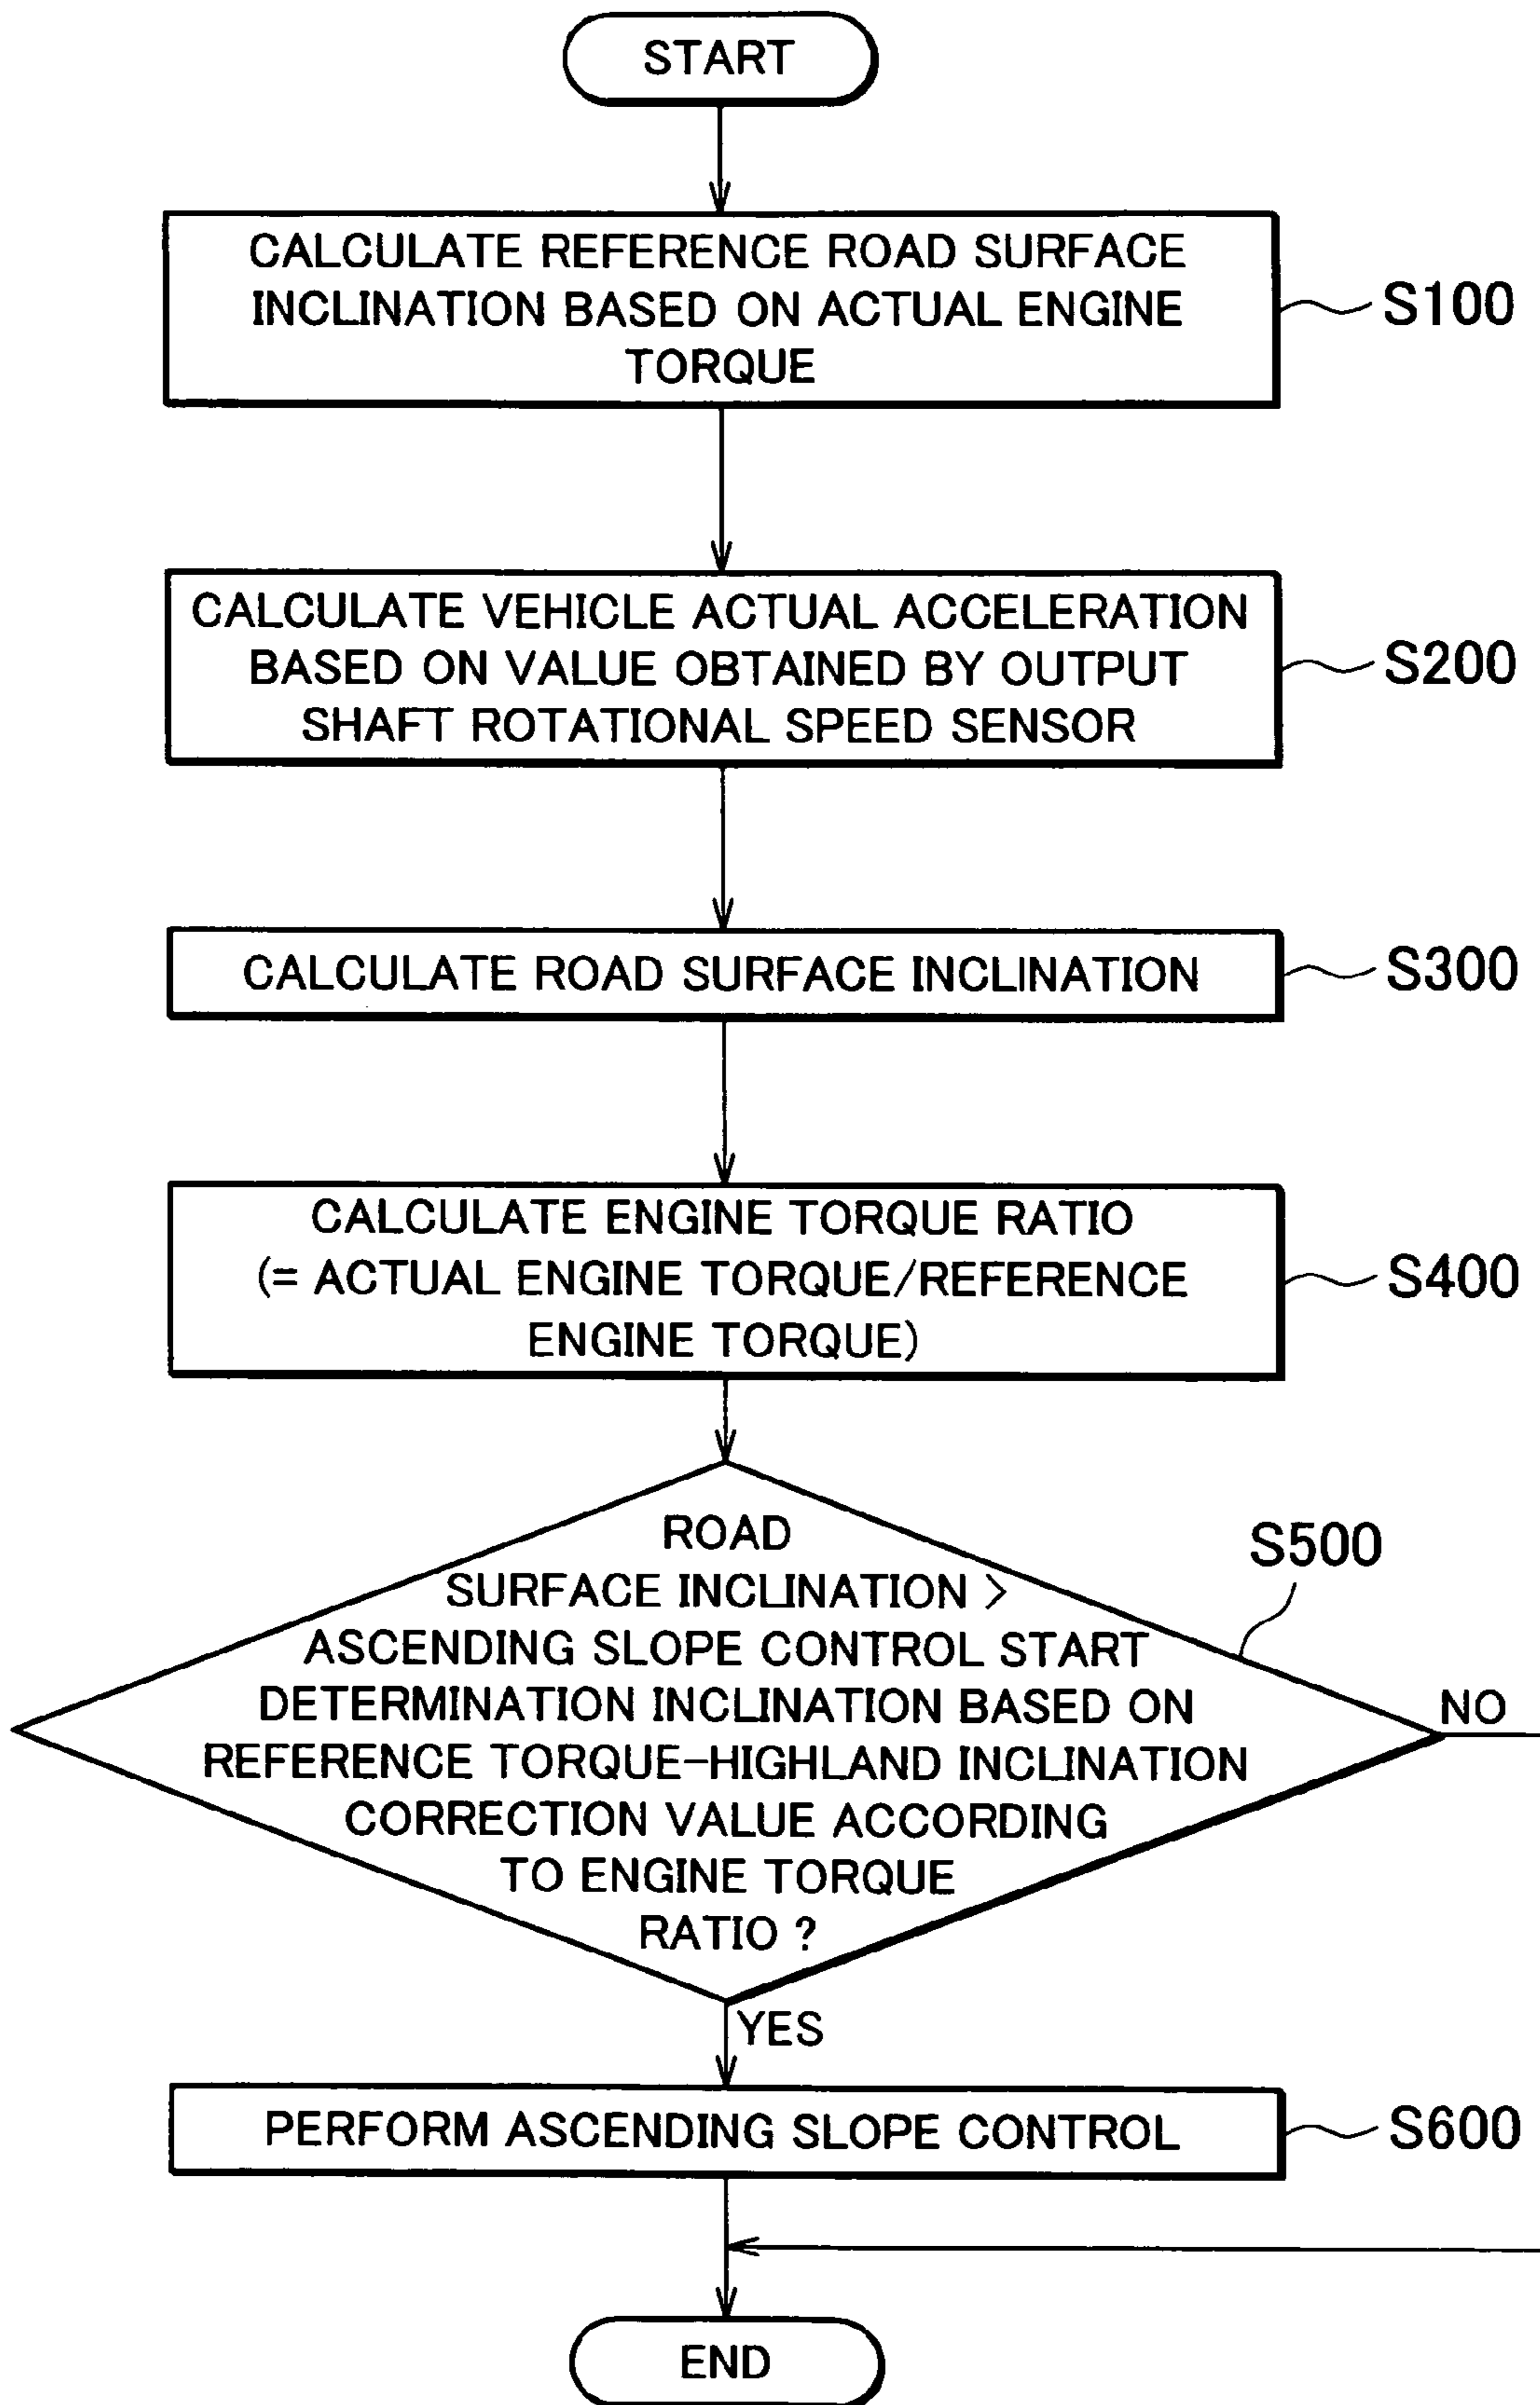 START
CALCULATE REFERENCE ROAD SURFACE
INCLINATION BASED ON ACTUAL ENGINE
TORQUE
S100
CALCULATE VEHICLE ACTUAL ACCELERATION
BASED ON VALUE OBTAINED BY OUTPUT
SHAFT ROTATIONAL SPEED SENSOR
S200
CALCULATE ROAD SURFACE INCLINATION
S300
CALCULATE ENGINE TORQUE RATIO
(= ACTUAL ENGINE TORQUE/REFERENCE
ENGINE TORQUE)
S400
ROAD
SURFACE INCLINATION >
ASCENDING SLOPE CONTROL START
DETERMINATION INCLINATION BASED ON
REFERENCE TORQUE-HIGHLAND INCLINATION
CORRECTION VALUE ACCORDING
TO ENGINE TORQUE
RATIO ?
S500
NO
YES
PERFORM ASCENDING SLOPE CONTROL
S600
END